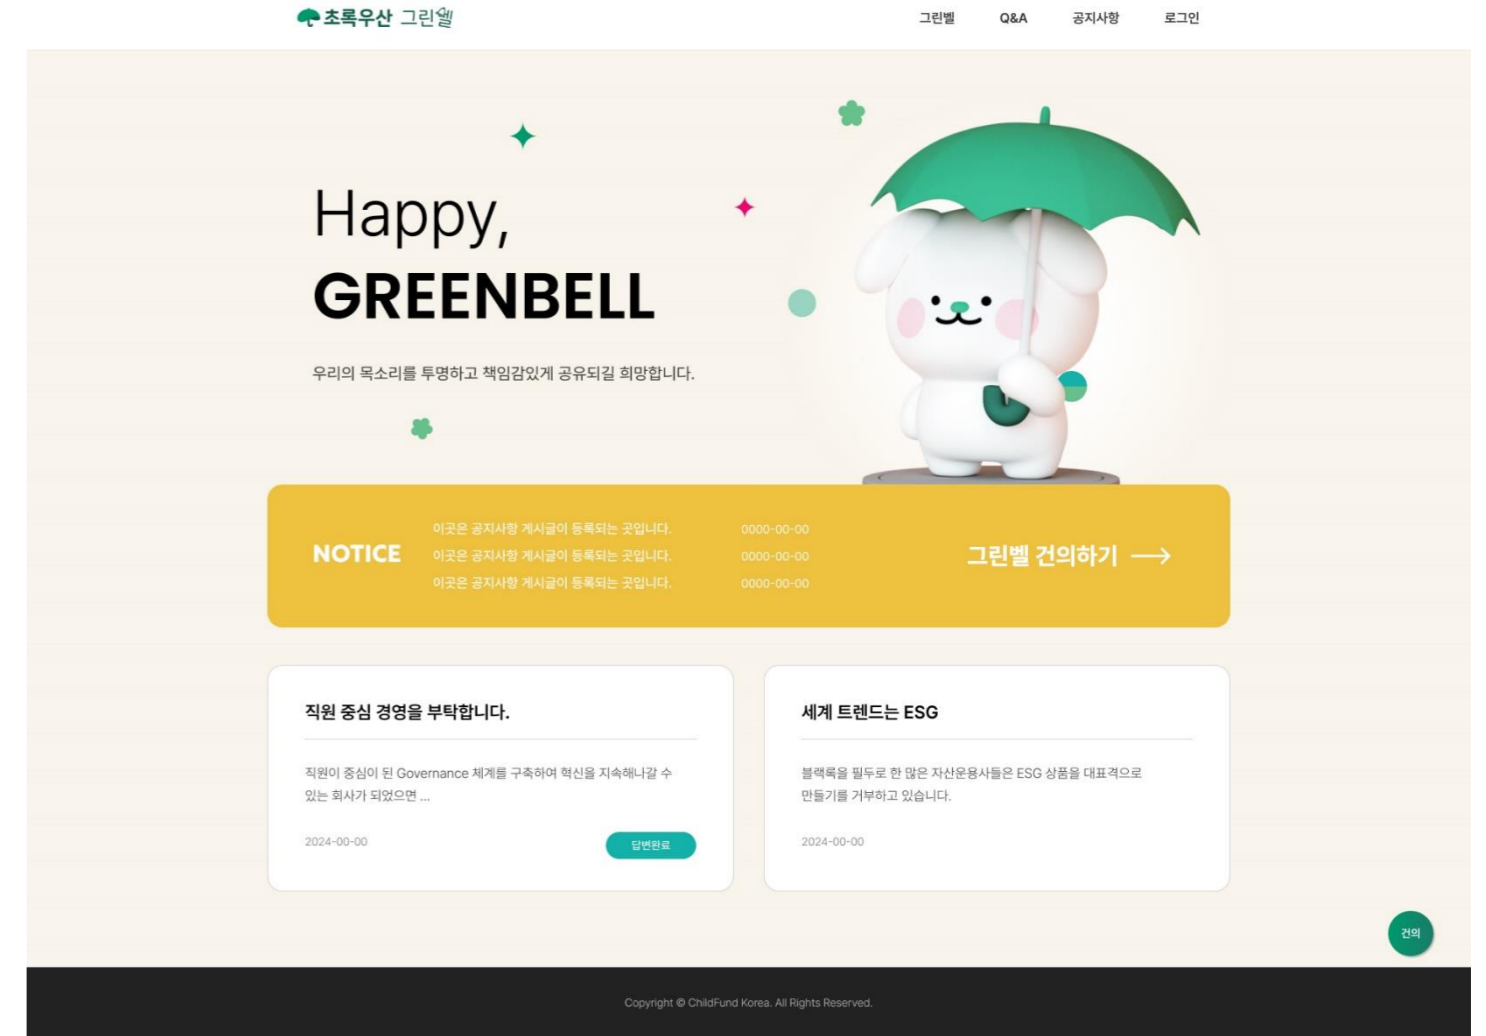 초록우산 그린벨
그린벨 Q&A 공지사항 로그인
Happy,
GREENBELL
우리의 목소리를 투명하고 책임감있게 공유되길 희망합니다.
NOTICE
이곳은 공지사항 게시글이 등록되는 곳입니다. 0000-00-00
이곳은 공지사항 게시글이 등록되는 곳입니다. 0000-00-00
이곳은 공지사항 게시글이 등록되는 곳입니다. 0000-00-00
그린벨 건의하기
직원 중심 경영을 부탁합니다.
직원이 중심이 된 Governance 체계를 구축하여 혁신을 지속해나갈 수
있는 회사가 되었으면 ...
2024-00-00
답변완료
세계 트렌드는 ESG
블랙록을 필두로 한 많은 자산운용사들은 ESG 상품을 대표격으로
만들기를 거부하고 있습니다.
2024-00-00
건의
Copyright © ChildFund Korea. All Rights Reserved.